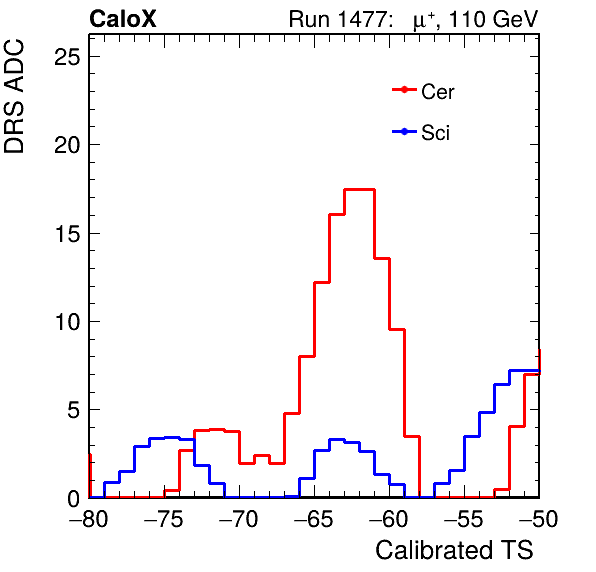 CaloX Run 1477: μ⁺, 110 GeV
DRS ADC
25
20
15
10
5
0
Cer
Sci
−80 −75 −70 −65 −60 −55 −50
Calibrated TS